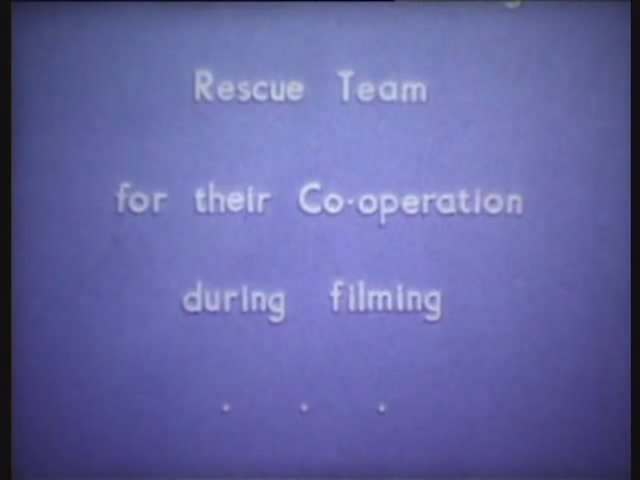 Rescue Team
for their Co-operation
during filming
. . .